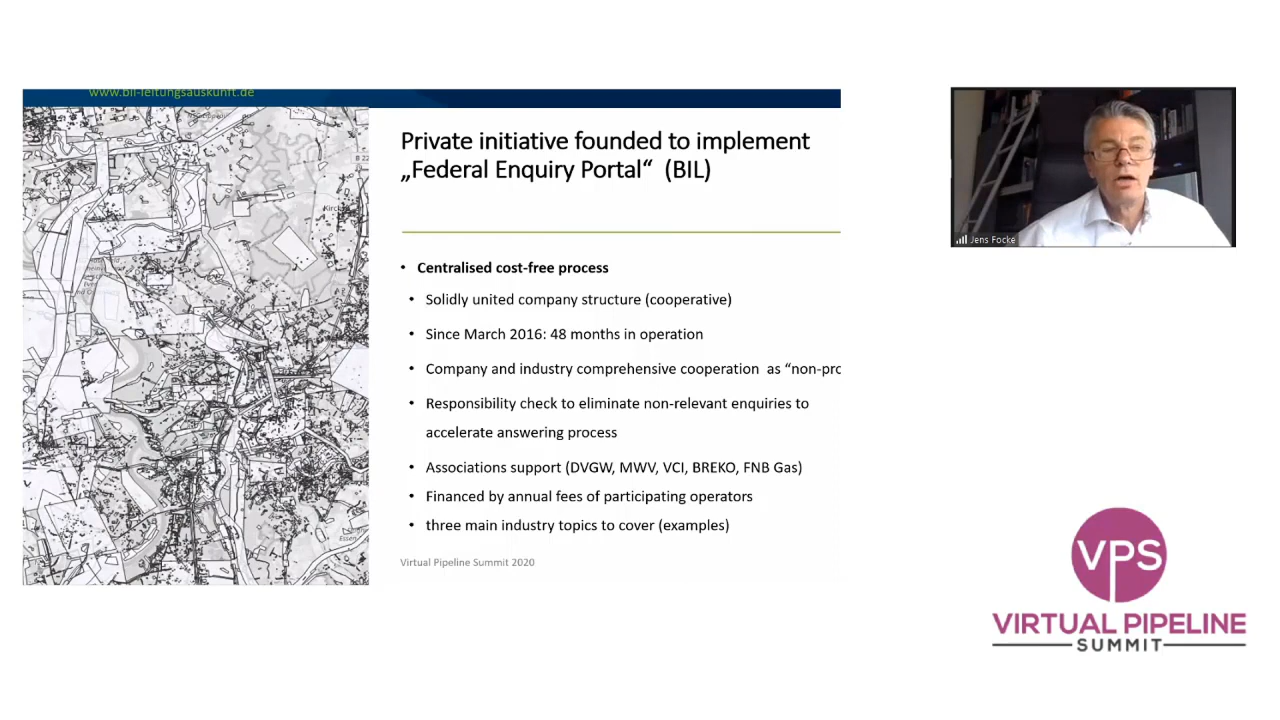 www.bil-leitungsauskunft.de
Private initiative founded to implement
„Federal Enquiry Portal“ (BIL)
• Centralised cost-free process
• Solidly united company structure (cooperative)
• Since March 2016: 48 months in operation
• Company and industry comprehensive cooperation as “non-pro
• Responsibility check to eliminate non-relevant enquiries to
accelerate answering process
• Associations support (DVGW, MWV, VCI, BREKO, FNB Gas)
• Financed by annual fees of participating operators
• three main industry topics to cover (examples)
Virtual Pipeline Summit 2020
B 22
Essen
Jens Focke
VPS
VIRTUAL PIPELINE
SUMMIT